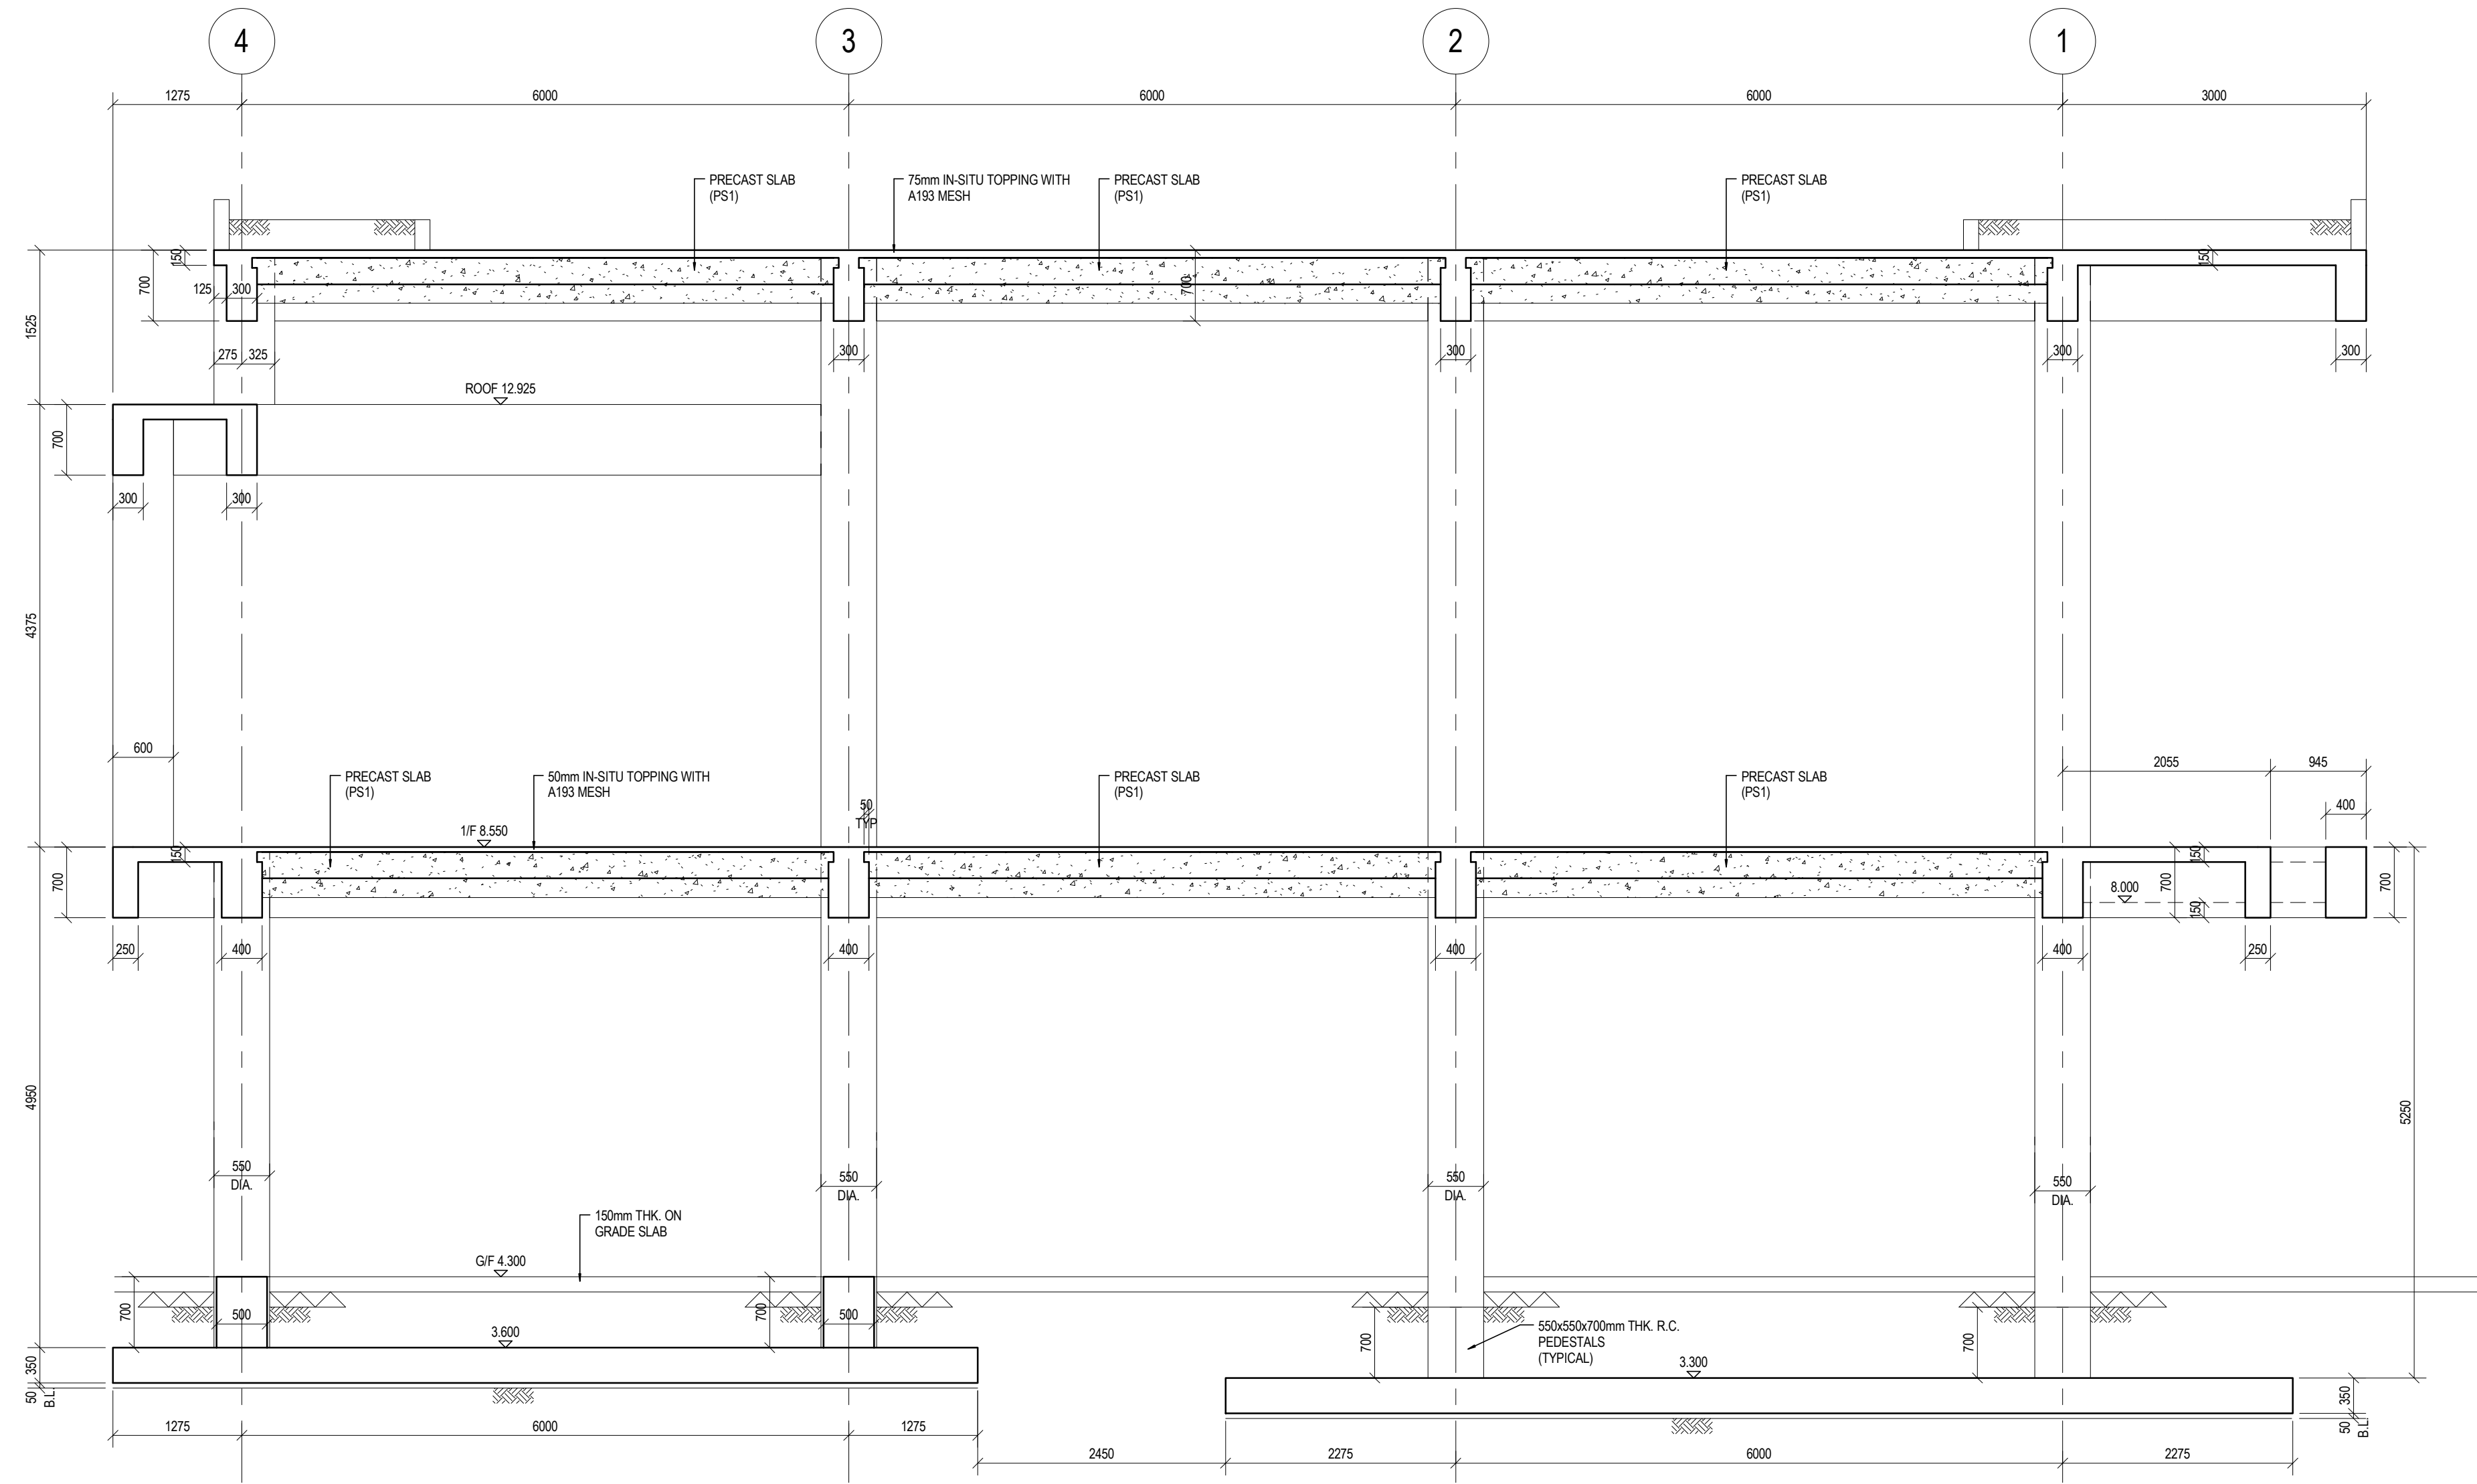 4
3
2
1
1275
6000
6000
6000
3000
PRECAST SLAB
(PS1)
75mm IN-SITU TOPPING WITH
A193 MESH
PRECAST SLAB
(PS1)
PRECAST SLAB
(PS1)
150
700
125
300
700
150
1525
275
325
300
300
300
300
ROOF 12.925
700
300
300
4375
600
PRECAST SLAB
(PS1)
50mm IN-SITU TOPPING WITH
A193 MESH
50
TYP
PRECAST SLAB
(PS1)
PRECAST SLAB
(PS1)
2055
945
400
1/F 8.550
150
700
150
700
8.000
150
700
250
400
400
400
400
250
4950
5250
550
DIA.
550
DIA.
550
DIA.
550
DIA.
150mm THK. ON
GRADE SLAB
G/F 4.300
700
500
700
500
3.600
700
550x550x700mm THK. R.C.
PEDESTALS
(TYPICAL)
700
3.300
350
50
B.L.
350
50
B.L.
1275
6000
1275
2450
2275
6000
2275